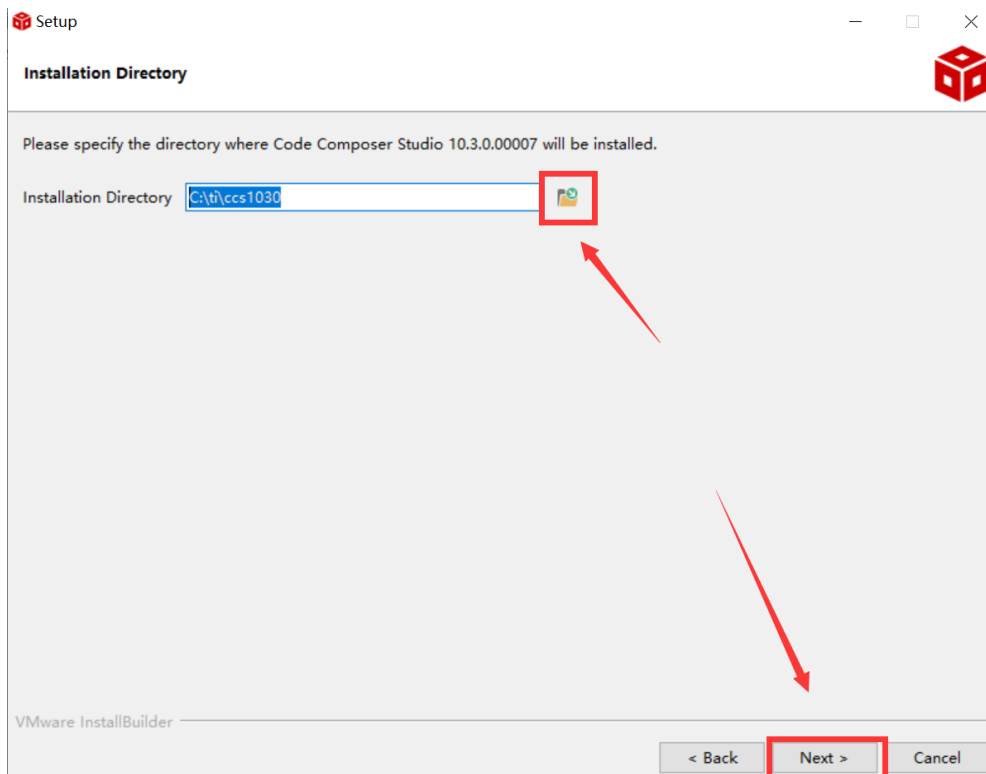 Setup
Installation Directory
Please specify the directory where Code Composer Studio 10.3.0.00007 will be installed.
Installation Directory C:\ti\ccs1030
VMware InstallBuilder
< Back Next > Cancel